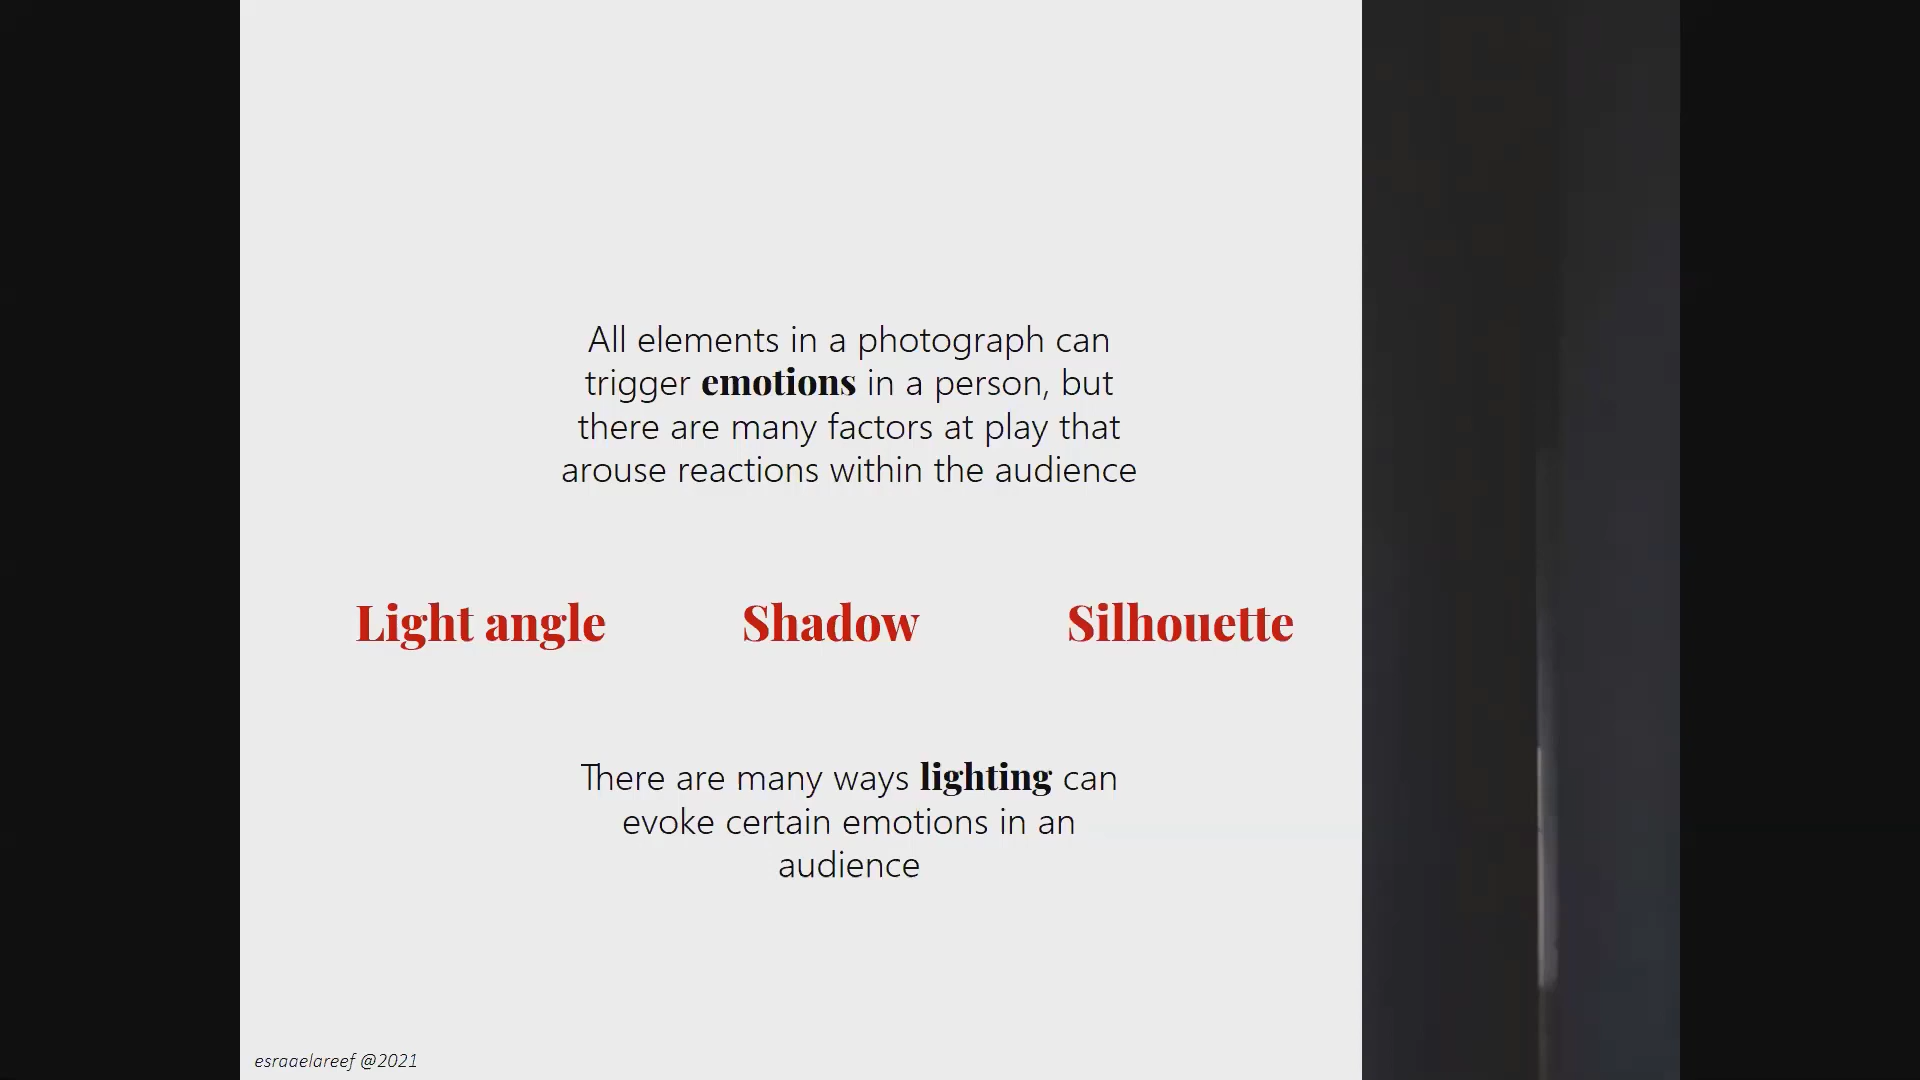 All elements in a photograph can
trigger emotions in a person, but
there are many factors at play that
arouse reactions within the audience
Light angle Shadow Silhouette
There are many ways lighting can
evoke certain emotions in an
audience
esraaelareef @2021